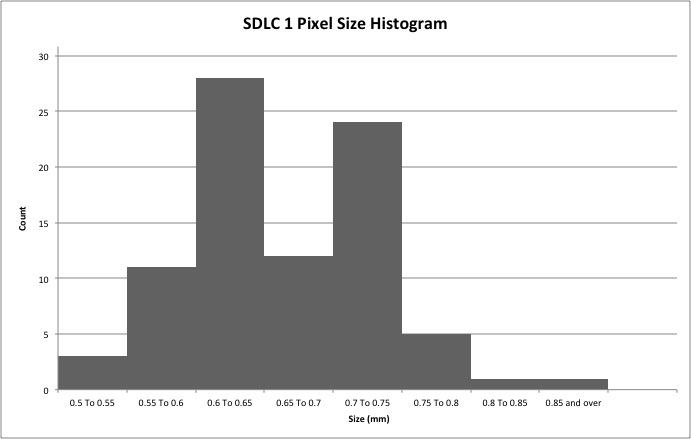 SDLC 1 Pixel Size Histogram
30
25
20
15
10
5
0
Count
0.5 To 0.55 0.55 To 0.6 0.6 To 0.65 0.65 To 0.7 0.7 To 0.75 0.75 To 0.8 0.8 To 0.85 0.85 and over
Size (mm)